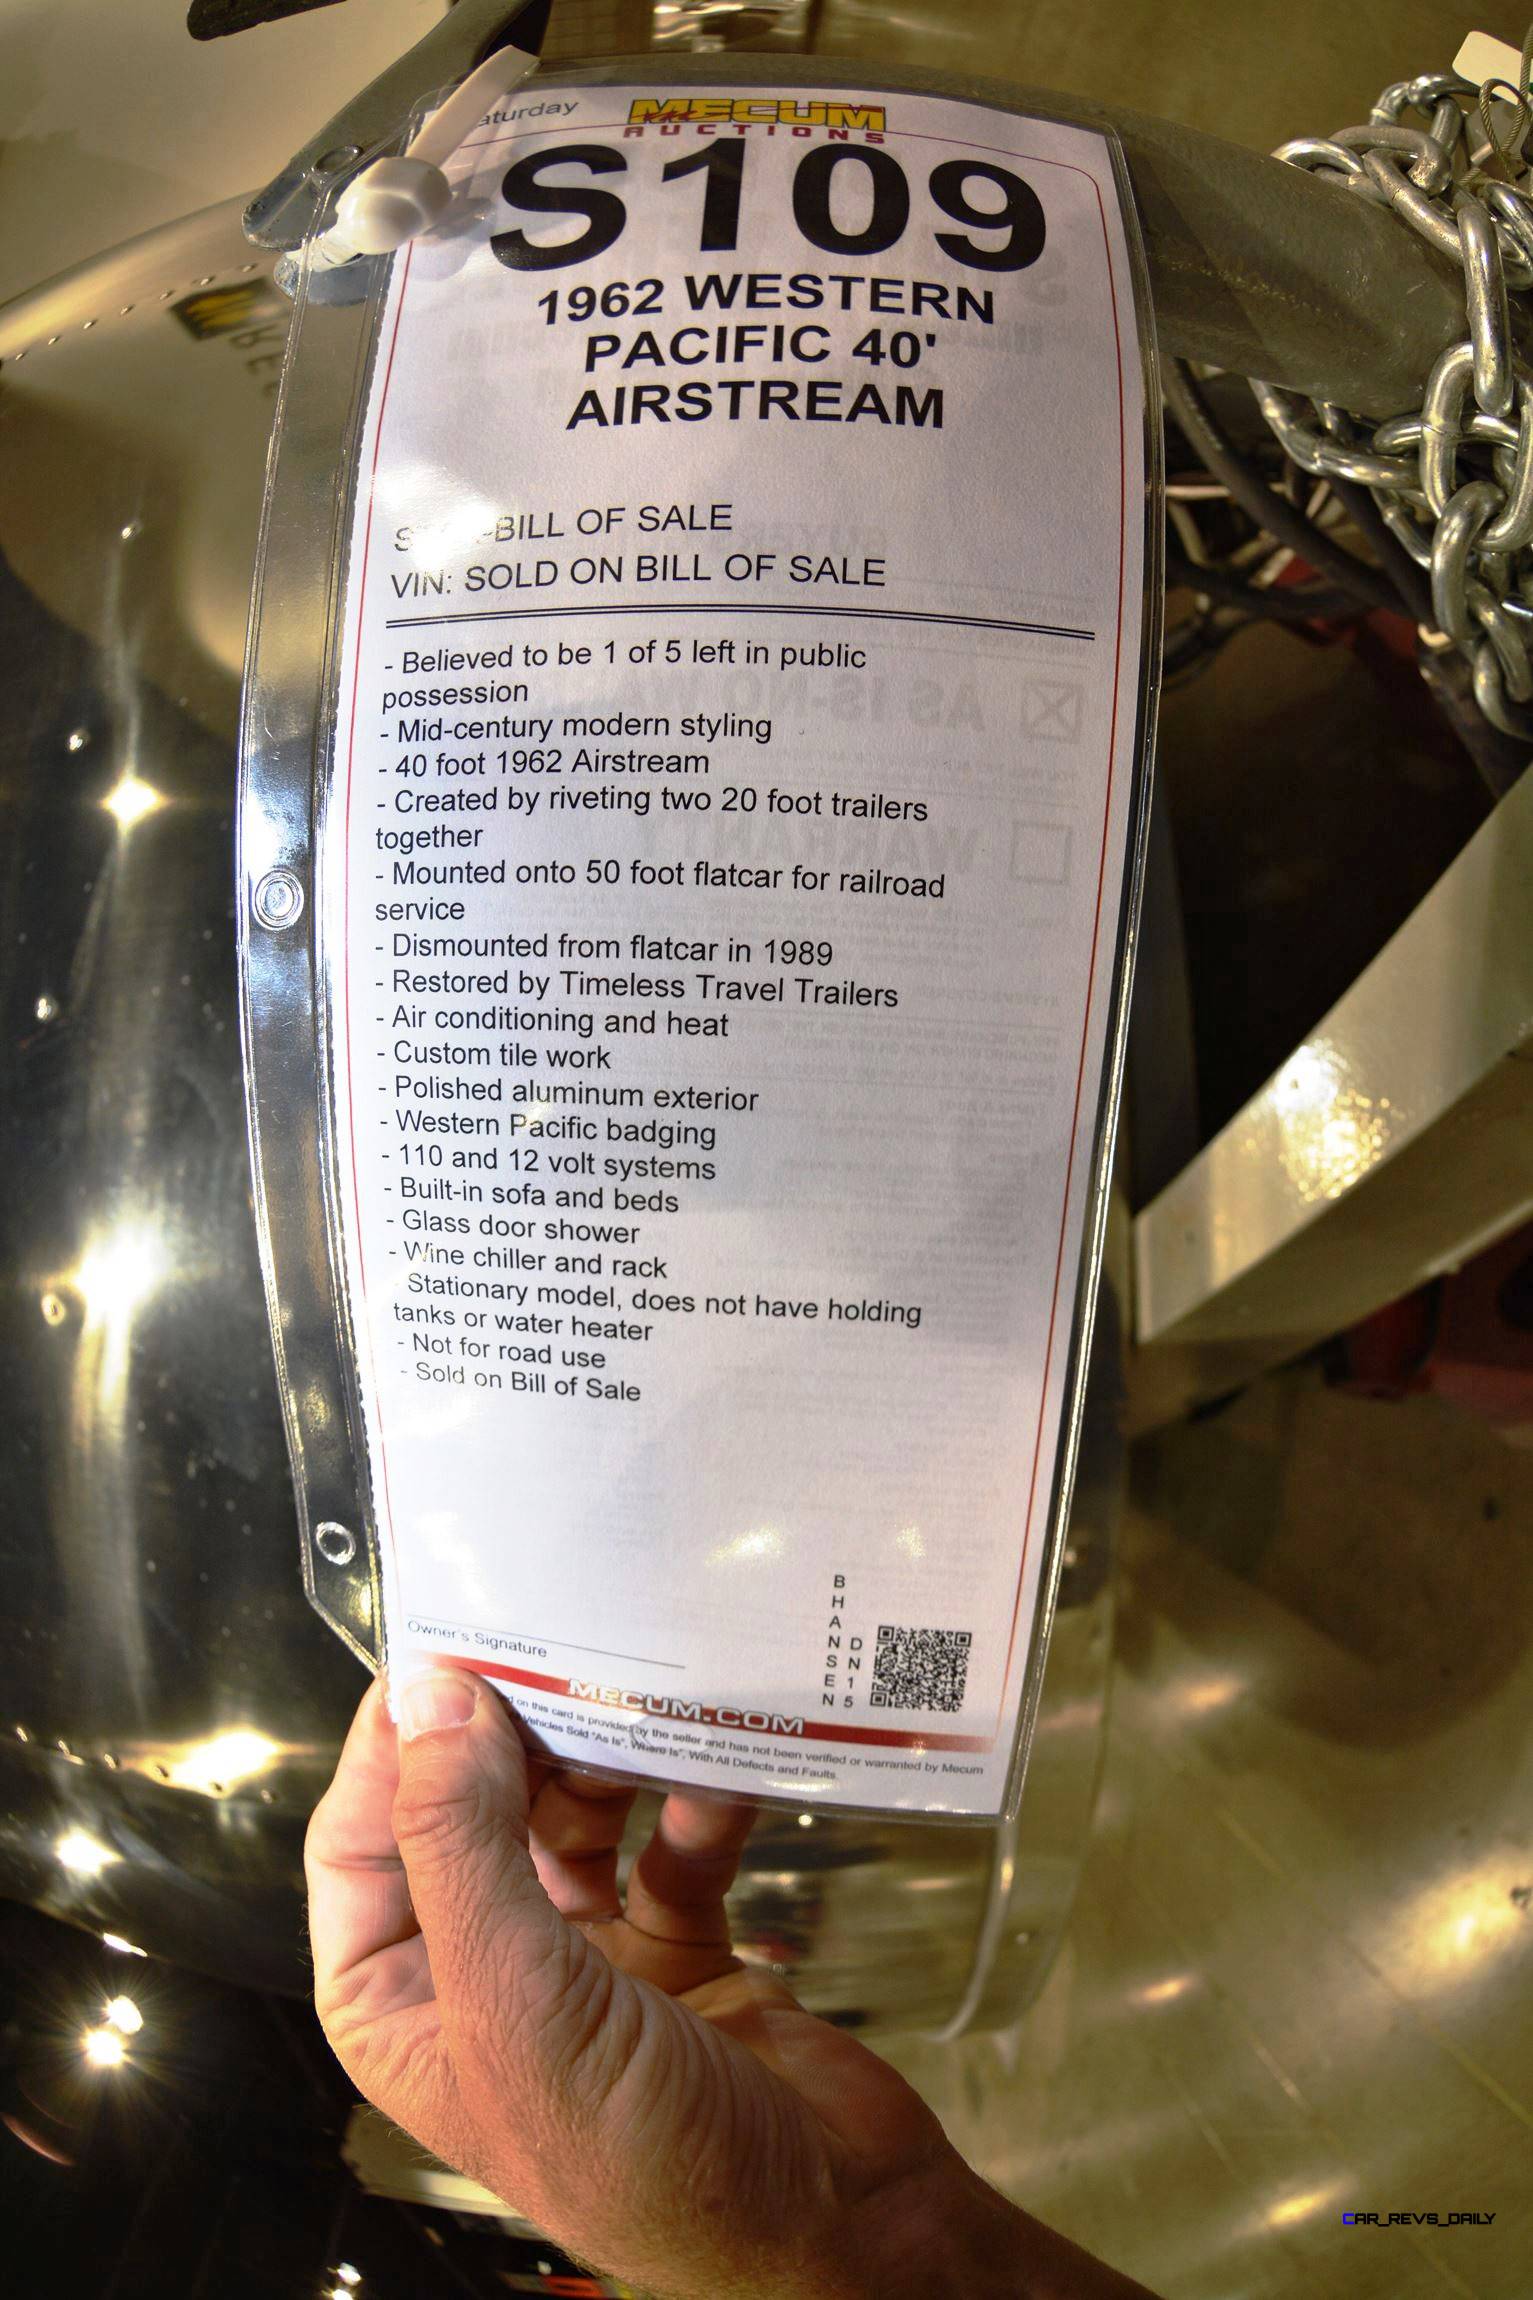 MECUM
AUCTIONS
S109
1962 WESTERN
PACIFIC 40'
AIRSTREAM
BILL OF SALE
VIN: SOLD ON BILL OF SALE
- Believed to be 1 of 5 left in public
possession
- Mid-century modern styling
- 40 foot 1962 Airstream
- Created by riveting two 20 foot trailers
together
- Mounted onto 50 foot flatcar for railroad
service
- Dismounted from flatcar in 1989
- Restored by Timeless Travel Trailers
- Air conditioning and heat
- Custom tile work
- Polished aluminum exterior
- Western Pacific badging
- 110 and 12 volt systems
- Built-in sofa and beds
- Glass door shower
- Wine chiller and rack
Stationary model, does not have holding
tanks or water heater
- Not for road use
- Sold on Bill of Sale
BHANSEN
DN15
Owner's Signature
MECUM.COM
on this card is provided by the seller and has not been verified or warranted by Mecum
Vehicles Sold "As Is", Where Is", With All Defects and Faults.
CAR_REVS_DAILY